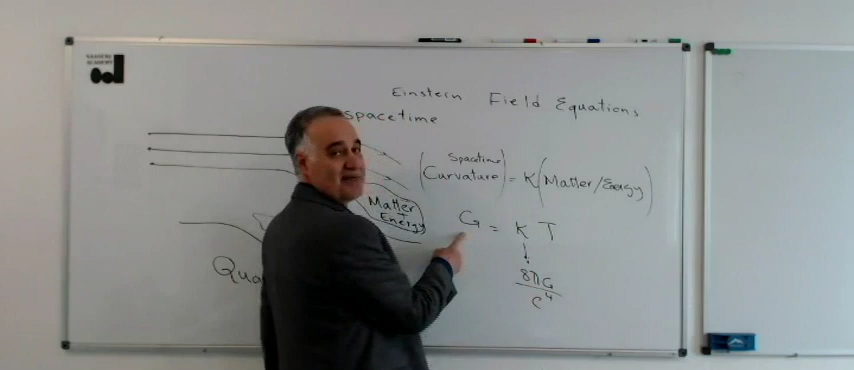 Einstein Field Equations
spacetime
(Spacetime Curvature) = K(Matter/Energy)
Matter
+
Energy
G = K T
↓
8πG
c⁴
Qua